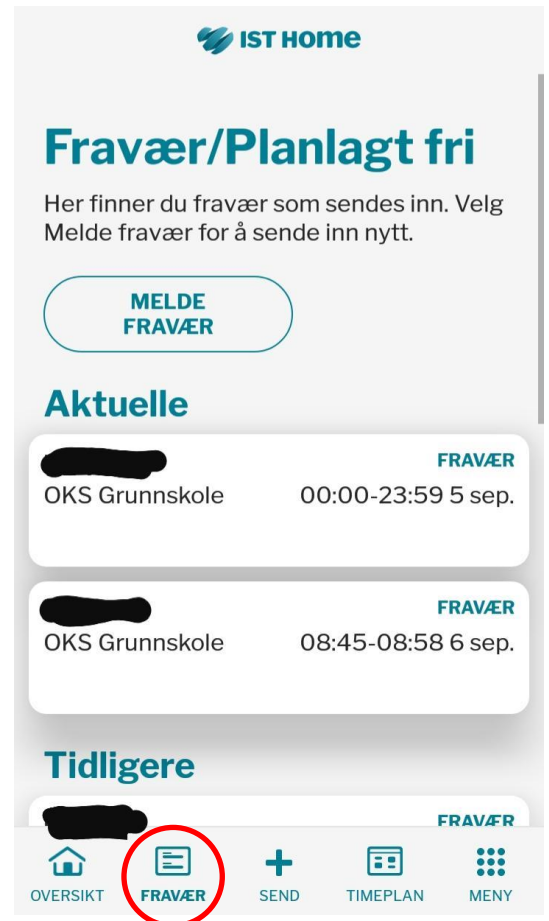 IST HOME
Fravær/Planlagt fri
Her finner du fravær som sendes inn. Velg
Melde fravær for å sende inn nytt.
MELDE
FRAVÆR
Aktuelle
FRAVÆR
OKS Grunnskole 00:00-23:59 5 sep.
FRAVÆR
OKS Grunnskole 08:45-08:58 6 sep.
Tidligere
FRAVÆR
OVERSIKT FRAVÆR SEND TIMEPLAN MENY